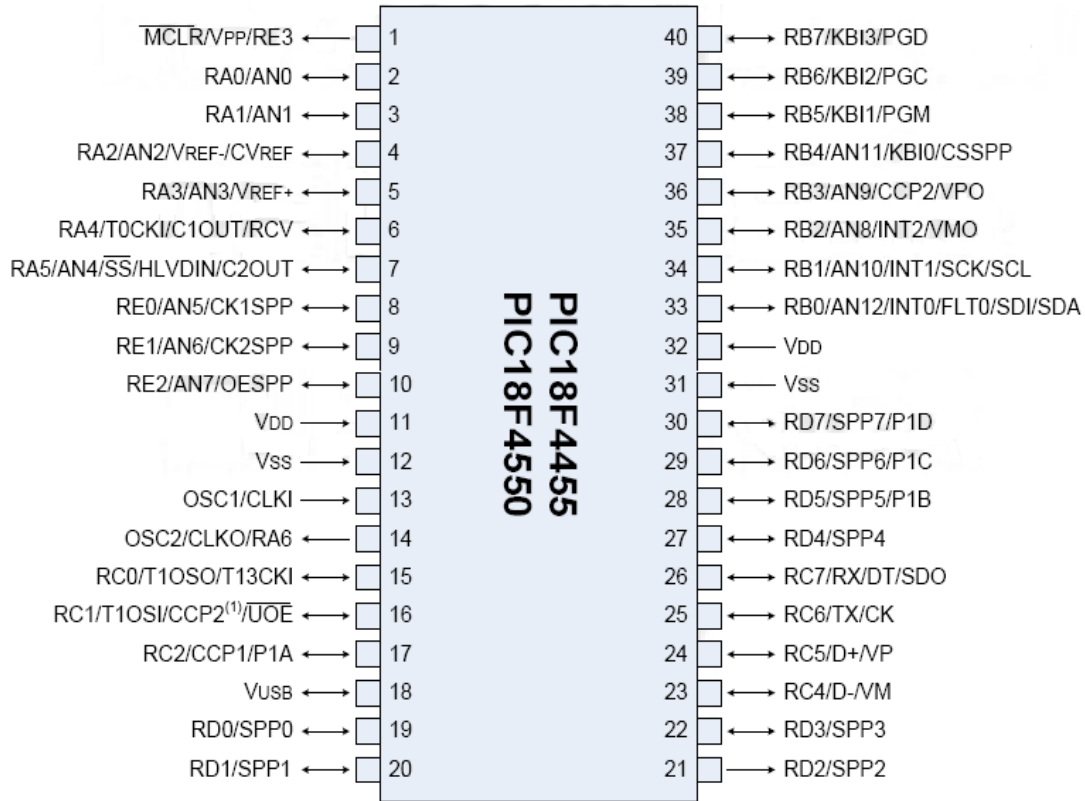 MCLR/VPP/RE3 1
RA0/AN0 2
RA1/AN1 3
RA2/AN2/VREF-/CVREF 4
RA3/AN3/VREF+ 5
RA4/T0CKI/C1OUT/RCV 6
RA5/AN4/SS/HLVDIN/C2OUT 7
RE0/AN5/CK1SPP 8
RE1/AN6/CK2SPP 9
RE2/AN7/OESPP 10
VDD 11
VSS 12
OSC1/CLKI 13
OSC2/CLKO/RA6 14
RC0/T1OSO/T13CKI 15
RC1/T1OSI/CCP2(1)/UOE 16
RC2/CCP1/P1A 17
VUSB 18
RD0/SPP0 19
RD1/SPP1 20
PIC18F4455
PIC18F4550
40 RB7/KBI3/PGD
39 RB6/KBI2/PGC
38 RB5/KBI1/PGM
37 RB4/AN11/KBI0/CSSPP
36 RB3/AN9/CCP2/VPO
35 RB2/AN8/INT2/VMO
34 RB1/AN10/INT1/SCK/SCL
33 RB0/AN12/INT0/FLT0/SDI/SDA
32 VDD
31 VSS
30 RD7/SPP7/P1D
29 RD6/SPP6/P1C
28 RD5/SPP5/P1B
27 RD4/SPP4
26 RC7/RX/DT/SDO
25 RC6/TX/CK
24 RC5/D+/VP
23 RC4/D-/VM
22 RD3/SPP3
21 RD2/SPP2